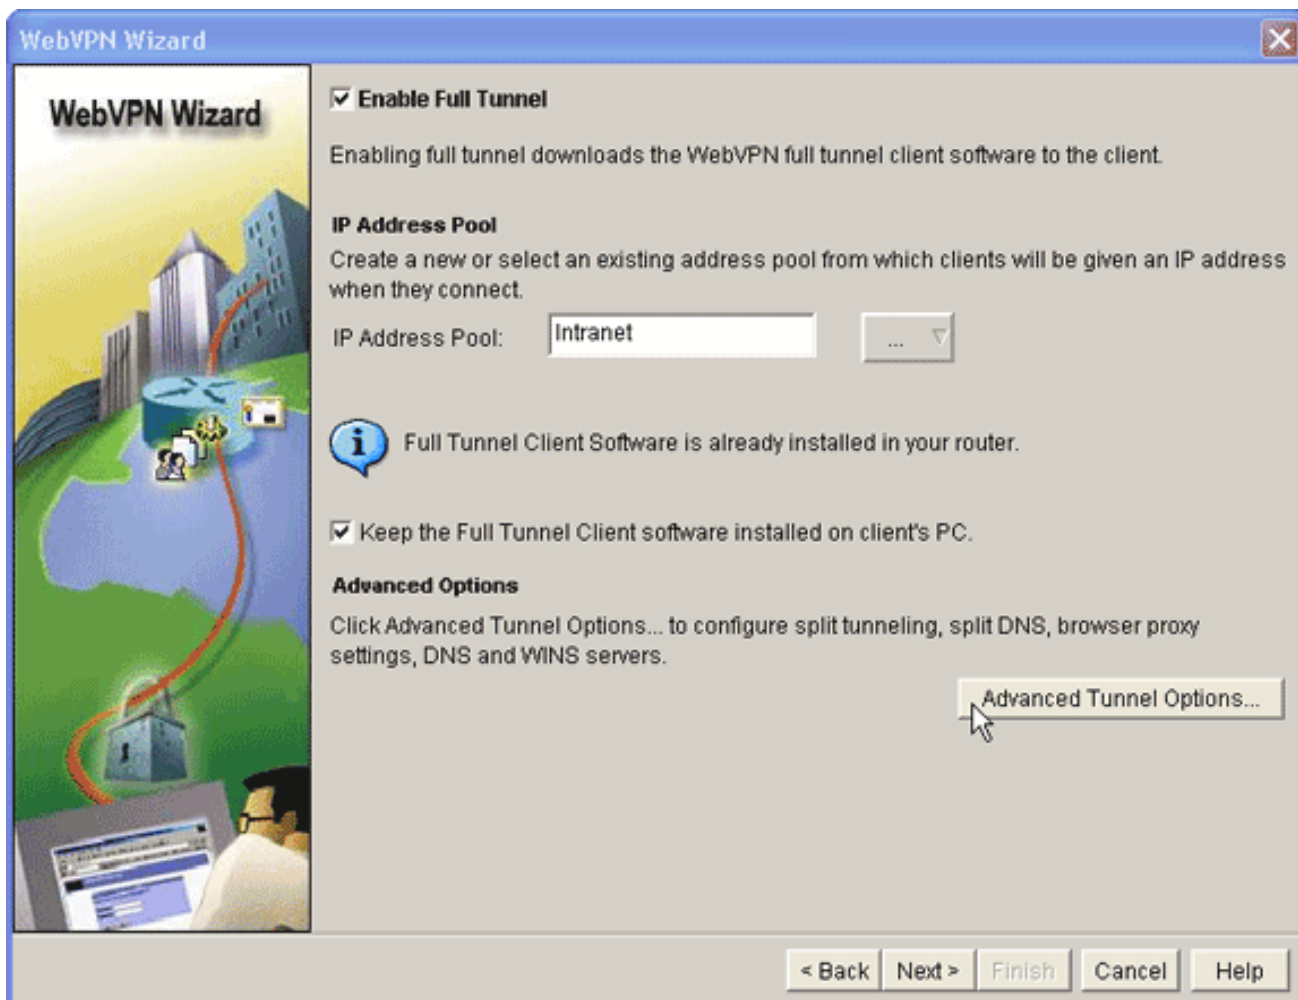 WebVPN Wizard
WebVPN Wizard
Enable Full Tunnel
Enabling full tunnel downloads the WebVPN full tunnel client software to the client.
IP Address Pool
Create a new or select an existing address pool from which clients will be given an IP address
when they connect.
IP Address Pool:
Intranet
...
Full Tunnel Client Software is already installed in your router.
Keep the Full Tunnel Client software installed on client's PC.
Advanced Options
Click Advanced Tunnel Options... to configure split tunneling, split DNS, browser proxy
settings, DNS and WINS servers.
Advanced Tunnel Options...
< Back
Next >
Finish
Cancel
Help